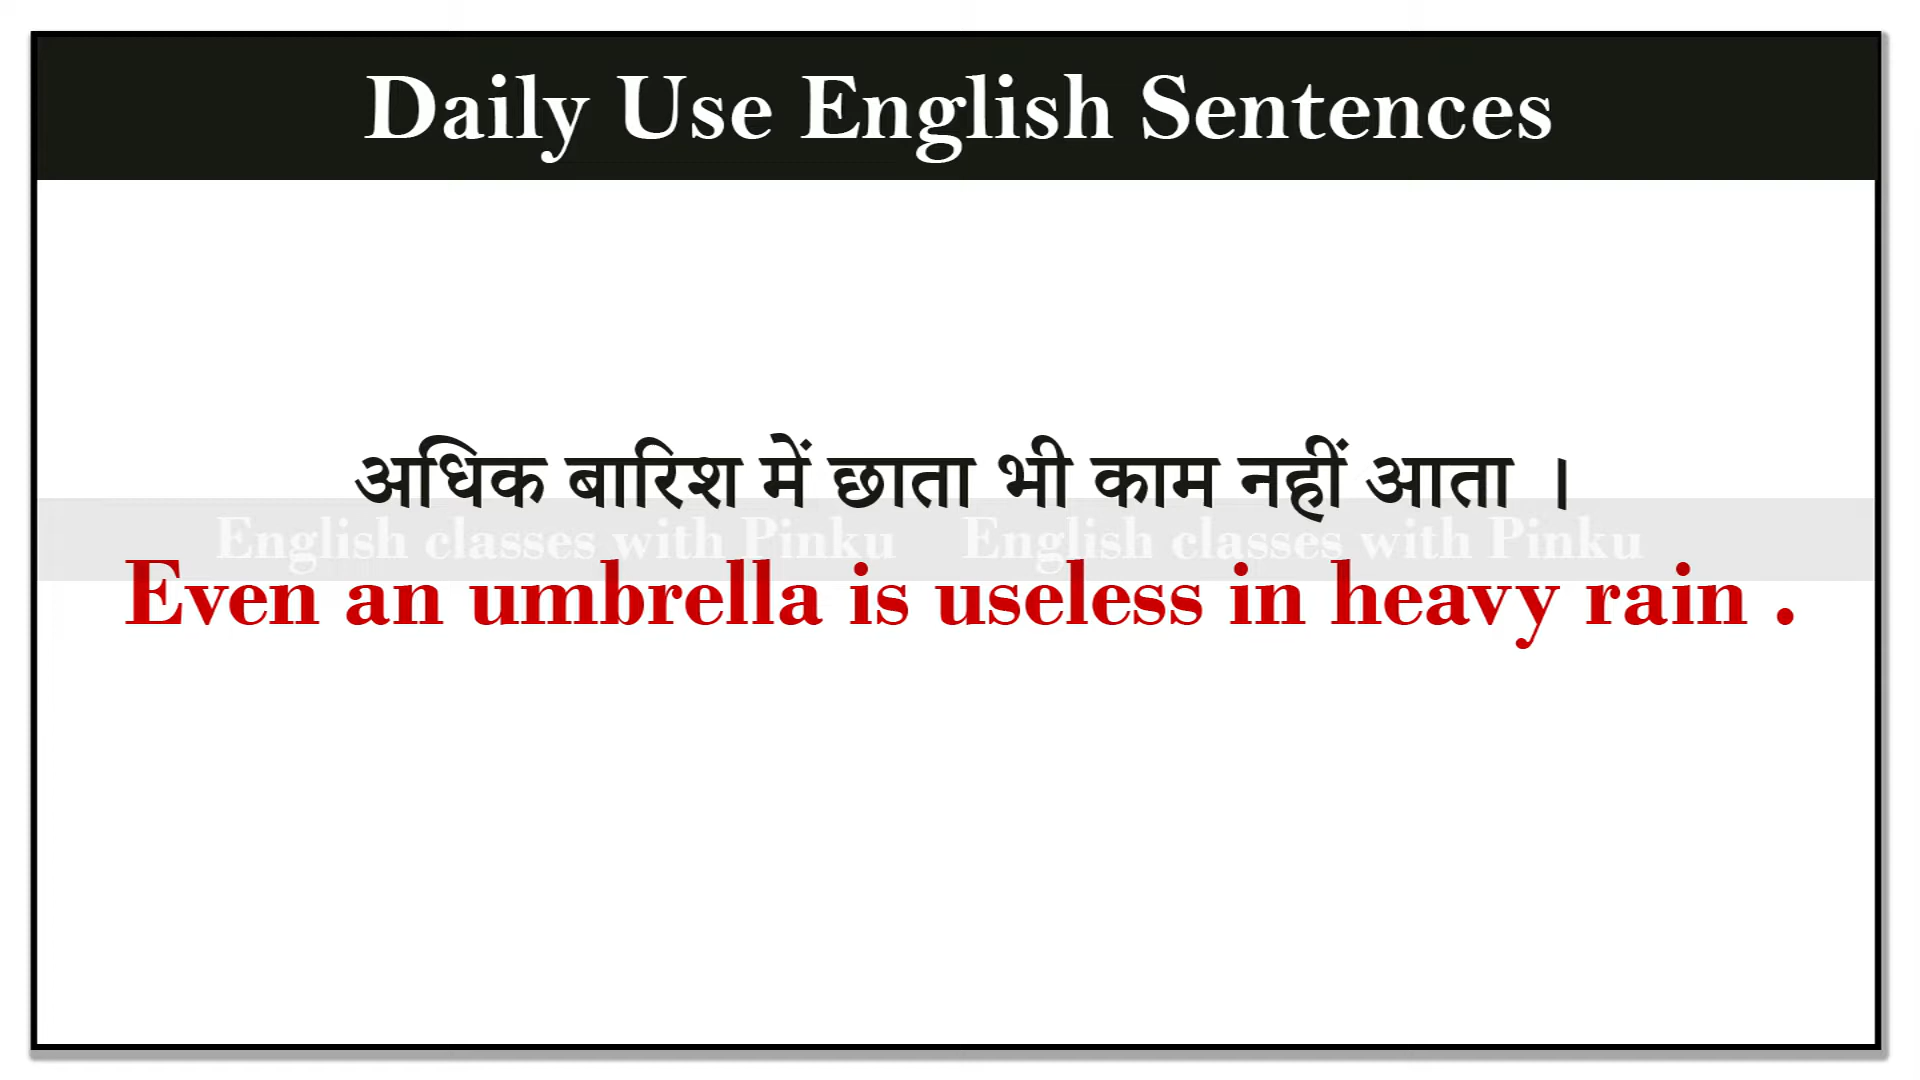 Daily Use English Sentences
अधिक बारिश में छाता भी काम नहीं आता ।
English classes with Pinku English classes with Pinku
Even an umbrella is useless in heavy rain .